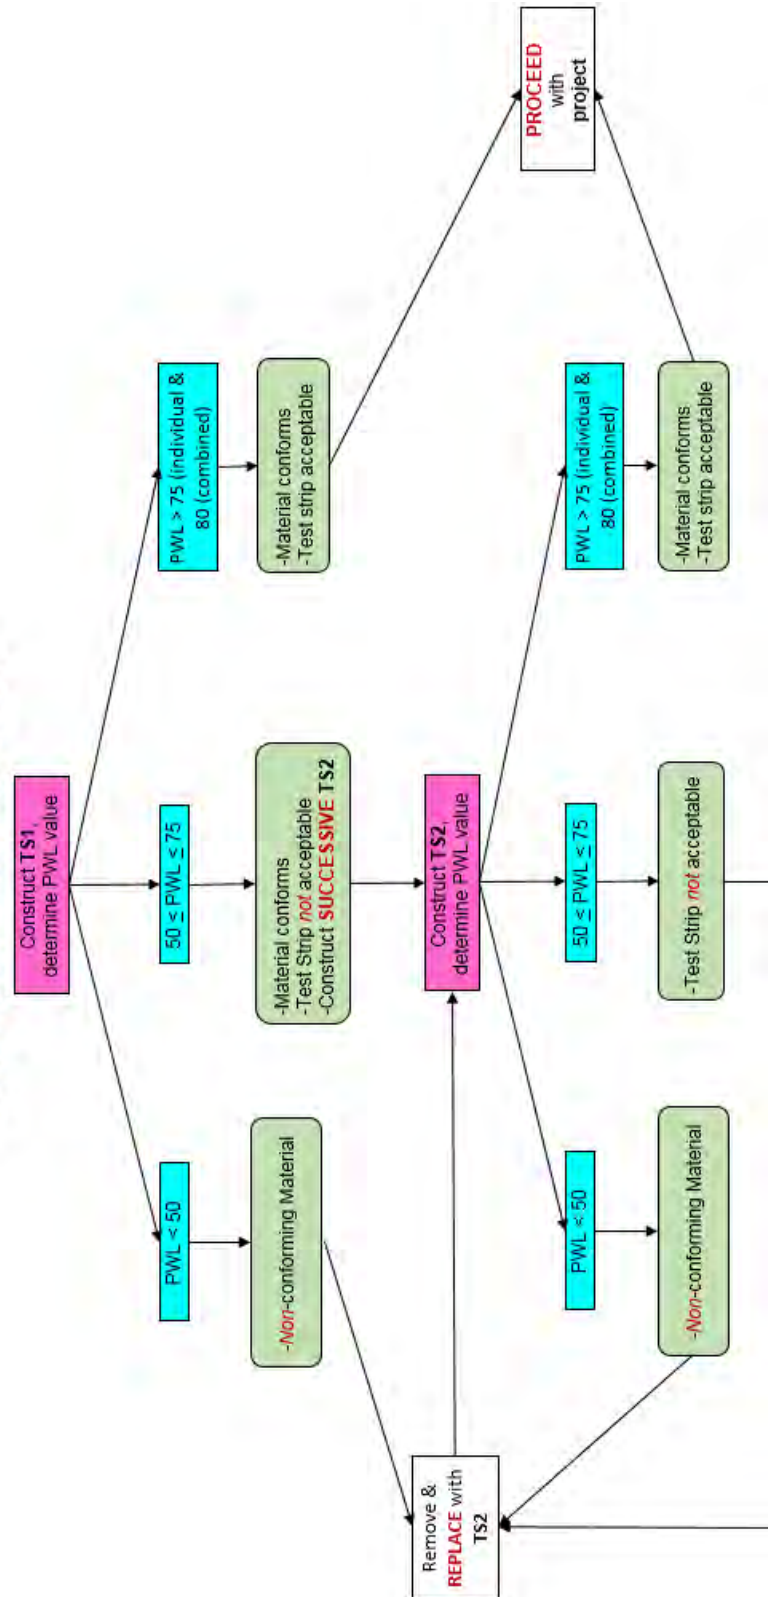 Construct TS1,
determine PWL value
PWL < 50
50 ≤ PWL ≤ 75
PWL > 75 (individual &
80 (combined)
-Non-conforming Material
-Material conforms
-Test Strip not acceptable
-Construct SUCCESSIVE TS2
-Material conforms
-Test strip acceptable
Remove &
REPLACE with
TS2
Construct TS2,
determine PWL value
PROCEED
with
project
PWL < 50
50 ≤ PWL ≤ 75
PWL > 75 (individual &
80 (combined)
-Non-conforming Material
-Test Strip not acceptable
-Material conforms
-Test strip acceptable